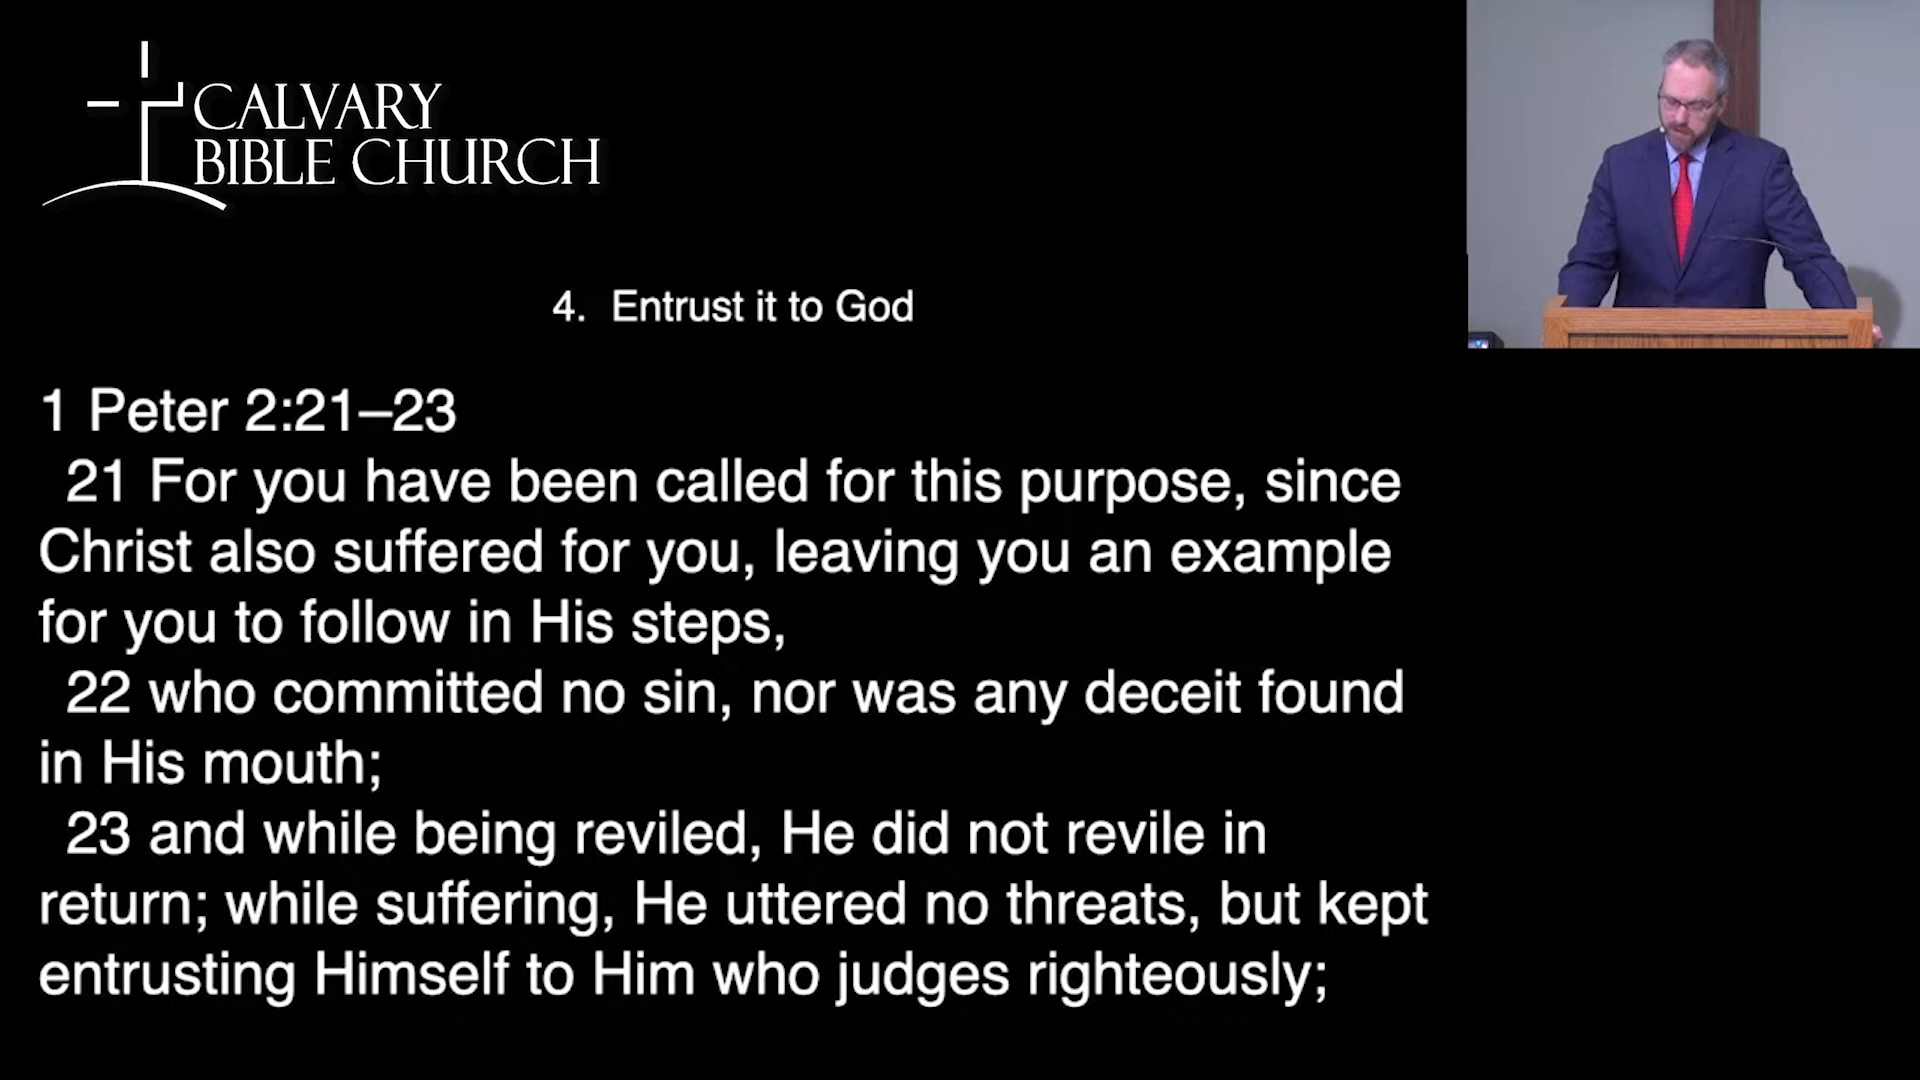 CALVARY
BIBLE CHURCH
4. Entrust it to God
1 Peter 2:21–23
21 For you have been called for this purpose, since
Christ also suffered for you, leaving you an example
for you to follow in His steps,
22 who committed no sin, nor was any deceit found
in His mouth;
23 and while being reviled, He did not revile in
return; while suffering, He uttered no threats, but kept
entrusting Himself to Him who judges righteously;